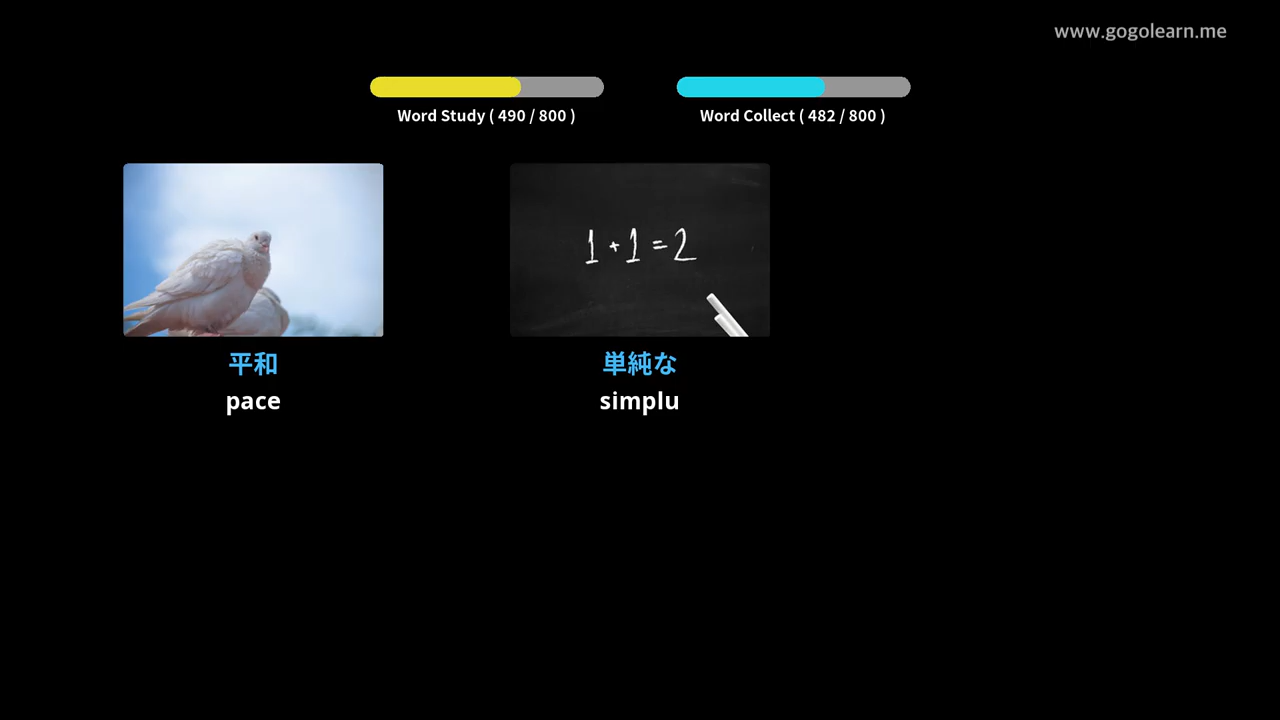 www.gogolearn.me
Word Study ( 490 / 800 )
Word Collect ( 482 / 800 )
1 + 1 = 2
平和
単純な
pace
simplu